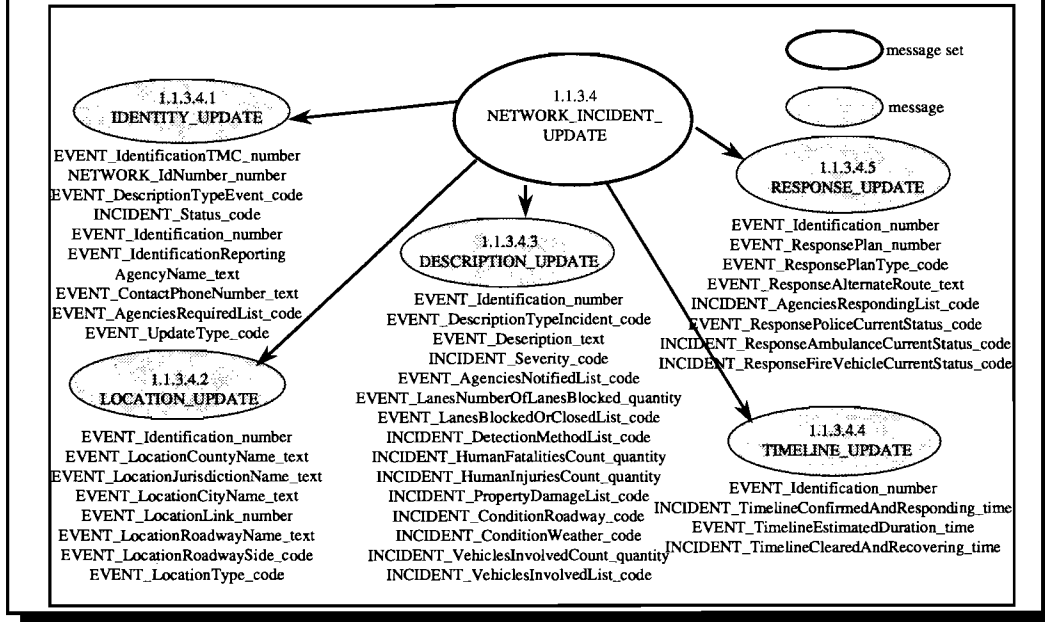 message set
message
1.1.3.4
NETWORK_INCIDENT_
UPDATE
1.1.3.4.1
IDENTITY_UPDATE
EVENT_IdentificationTMC_number
NETWORK_IdNumber_number
EVENT_DescriptionTypeEvent_code
INCIDENT_Status_code
EVENT_Identification_number
EVENT_IdentificationReporting
AgencyName_text
EVENT_ContactPhoneNumber_text
EVENT_AgenciesRequiredList_code
EVENT_UpdateType_code
1.1.3.4.2
LOCATION_UPDATE
EVENT_Identification_number
EVENT_LocationCountyName_text
EVENT_LocationJurisdictionName_text
EVENT_LocationCityName_text
EVENT_LocationLink_number
EVENT_LocationRoadwayName_text
EVENT_LocationRoadwaySide_code
EVENT_LocationType_code
1.1.3.4.3
DESCRIPTION_UPDATE
EVENT_Identification_number
EVENT_DescriptionTypeIncident_code
EVENT_Description_text
INCIDENT_Severity_code
EVENT_AgenciesNotifiedList_code
EVENT_LanesNumberOfLanesBlocked_quantity
EVENT_LanesBlockedOrClosedList_code
INCIDENT_DetectionMethodList_code
INCIDENT_HumanFatalitiesCount_quantity
INCIDENT_HumanInjuriesCount_quantity
INCIDENT_PropertyDamageList_code
INCIDENT_ConditionRoadway_code
INCIDENT_ConditionWeather_code
INCIDENT_VehiclesInvolvedCount_quantity
INCIDENT_VehiclesInvolvedList_code
1.1.3.4.5
RESPONSE_UPDATE
EVENT_Identification_number
EVENT_ResponsePlan_number
EVENT_ResponsePlanType_code
EVENT_ResponseAlternateRoute_text
INCIDENT_AgenciesRespondingList_code
EVENT_ResponsePoliceCurrentStatus_code
INCIDENT_ResponseAmbulanceCurrentStatus_code
INCIDENT_ResponseFireVehicleCurrentStatus_code
1.1.3.4.4
TIMELINE_UPDATE
EVENT_Identification_number
INCIDENT_TimelineConfirmedAndResponding_time
EVENT_TimelineEstimatedDuration_time
INCIDENT_TimelineClearedAndRecovering_time